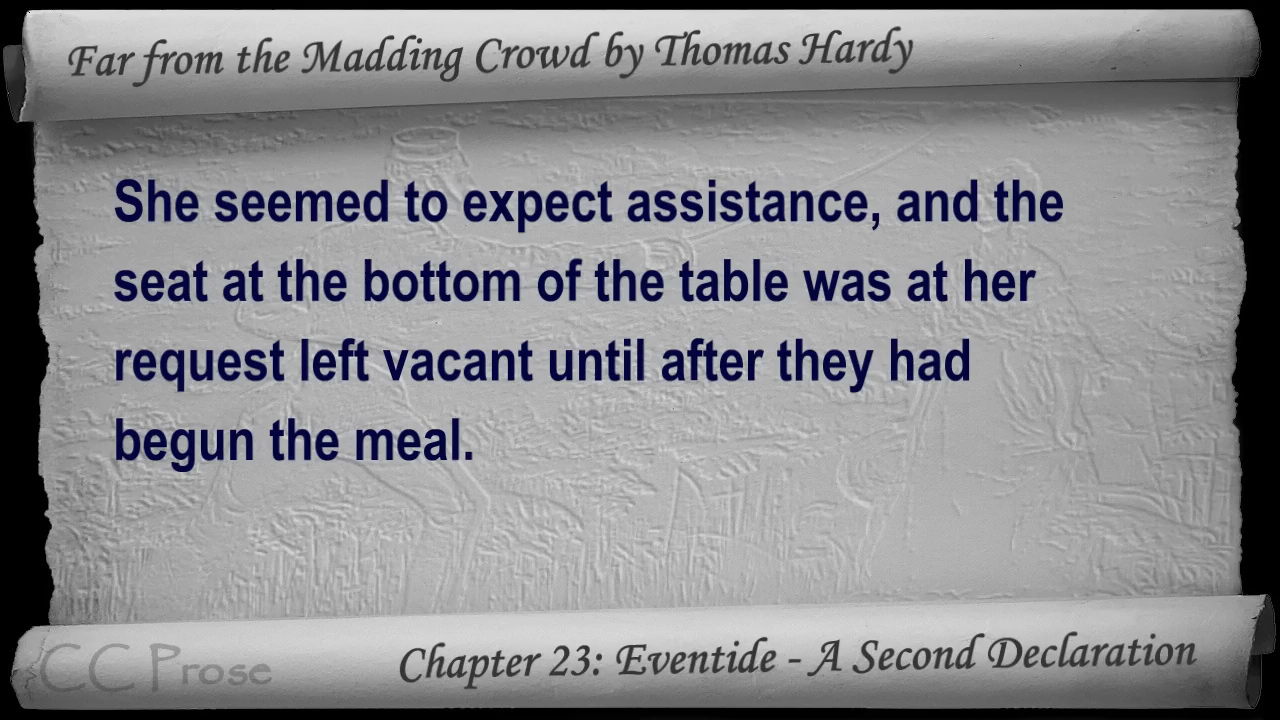 Far from the Madding Crowd by Thomas Hardy
She seemed to expect assistance, and the
seat at the bottom of the table was at her
request left vacant until after they had
begun the meal.
CC Prose
Chapter 23: Eventide - A Second Declaration